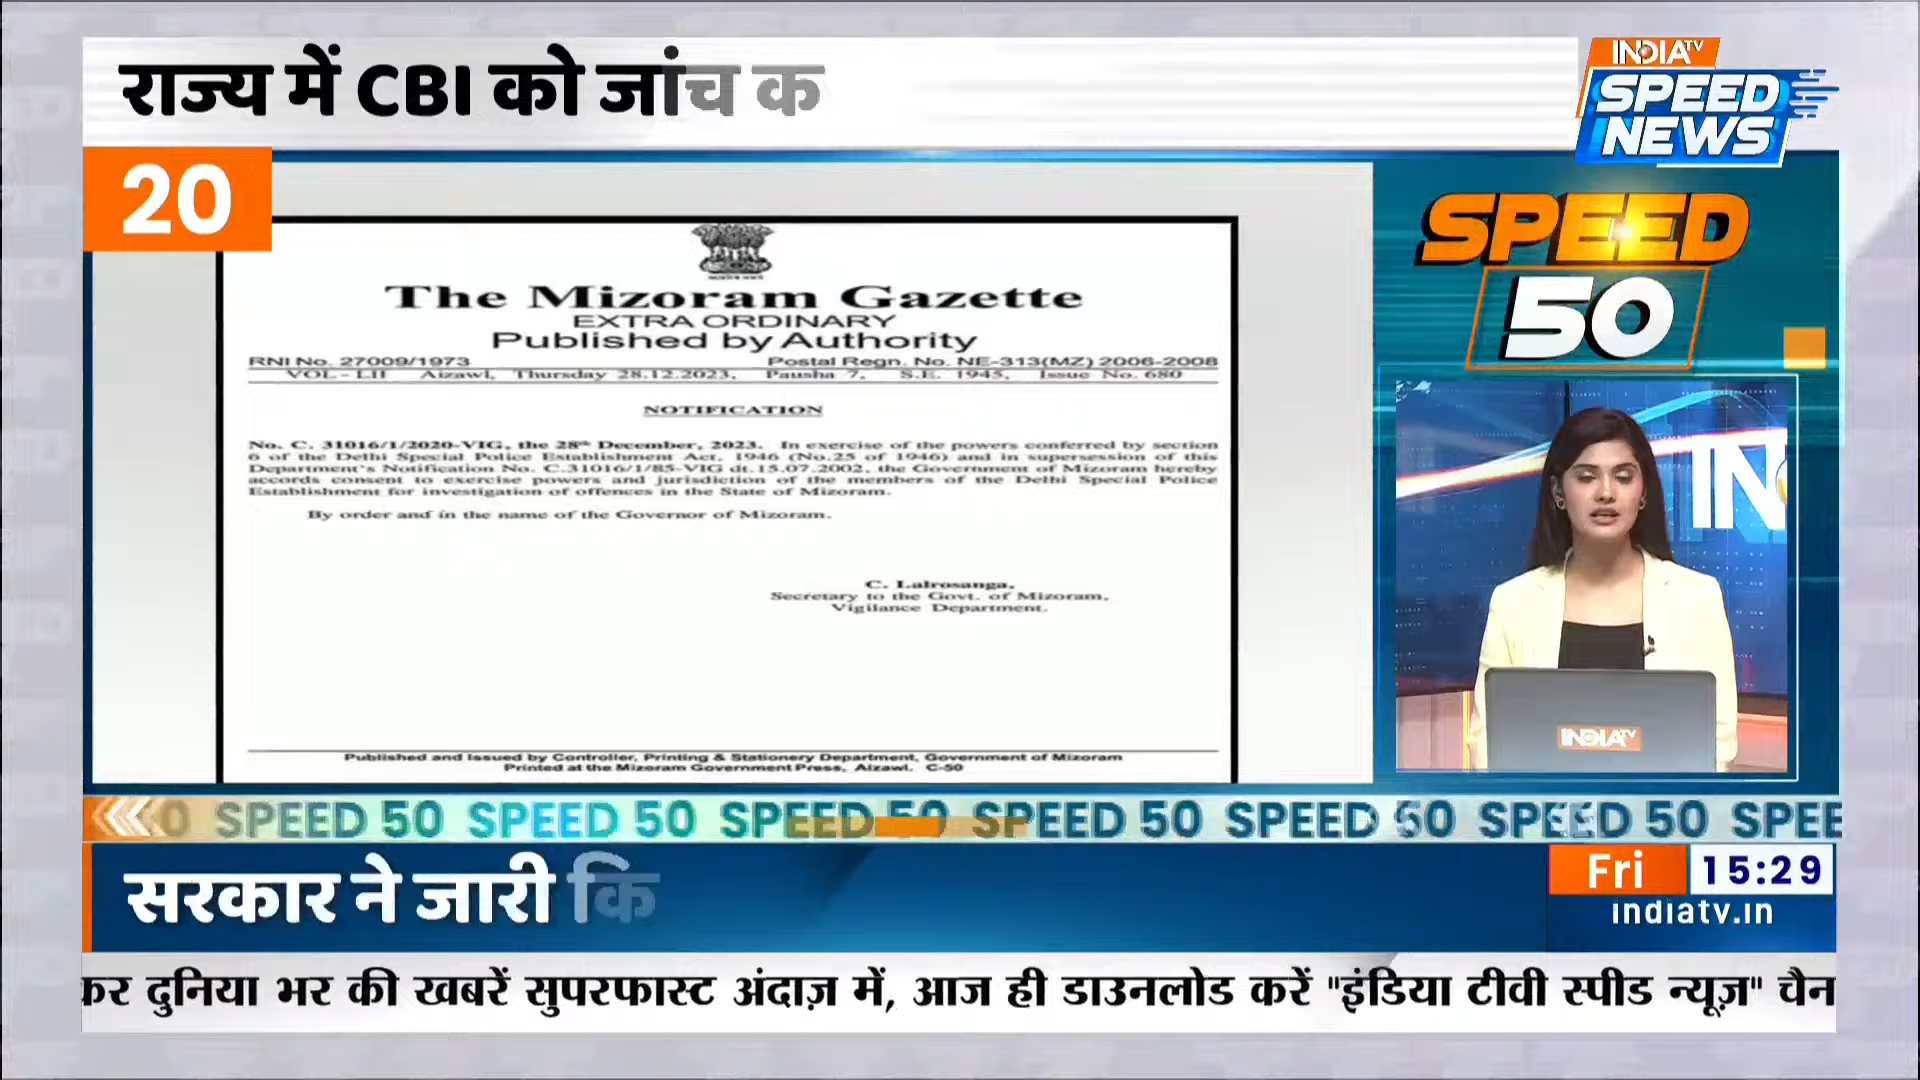 राज्य में CBI को जांच क
INDIA TV
SPEED
NEWS
20
SPEED
50
The Mizoram Gazette
EXTRA ORDINARY
Published by Authority
RNI No. 27009/1973 Postal Regn. No. NE-313(MZ) 2006-2008
VOL - LII Aizawl, Thursday 28.12.2023, Pausha 7, S.E. 1945, Issue No. 680
NOTIFICATION
No. C. 31016/1/2020-VIG, the 28th December, 2023. In exercise of the powers conferred by section
6 of the Delhi Special Police Establishment Act, 1946 (No.25 of 1946) and in supersession of this
Department's Notification No. C.31016/1/85-VIG dt.15.07.2002, the Government of Mizoram hereby
accords consent to exercise powers and jurisdiction of the members of the Delhi Special Police
Establishment for investigation of offences in the State of Mizoram.
By order and in the name of the Governor of Mizoram.
C. Lalrosanga,
Secretary to the Govt. of Mizoram,
Vigilance Department.
Published and Issued by Controller, Printing & Stationery Department, Government of Mizoram
Printed at the Mizoram Government Press, Aizawl. C-50
IN
INDIA TV
0 SPEED 50 SPEED 50 SPEED 50 SPEED 50 SPEED 50 SPEED 50 SPEE
सरकार ने जारी कि
Fri 15:29
indiatv.in
कर दुनिया भर की खबरें सुपरफास्ट अंदाज़ में, आज ही डाउनलोड करें "इंडिया टीवी स्पीड न्यूज़" चैन